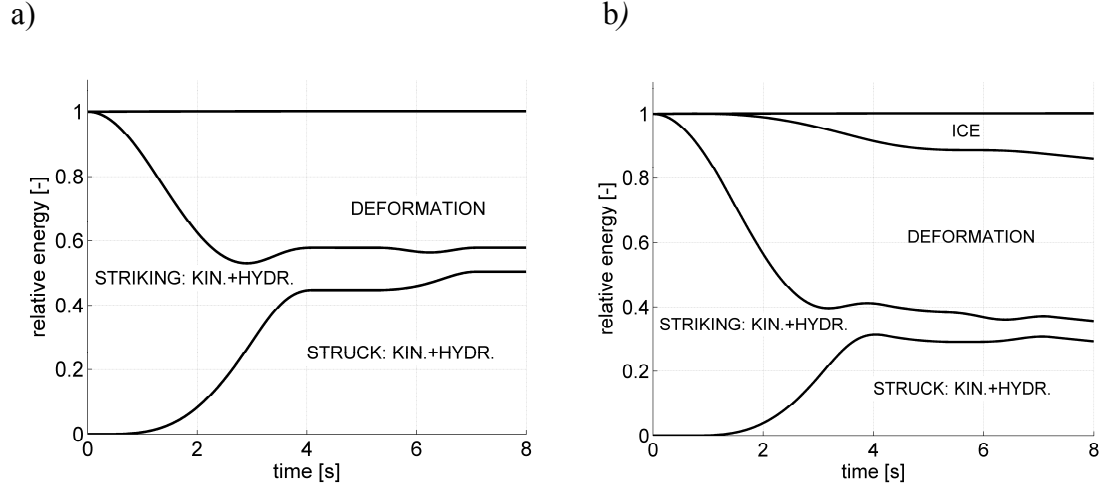 a)
relative energy [-]
1
0.8
0.6
0.4
0.2
0
DEFORMATION
STRIKING: KIN.+HYDR.
STRUCK: KIN.+HYDR.
0 2 4 6 8
time [s]
b)
relative energy [-]
1
0.8
0.6
0.4
0.2
0
ICE
DEFORMATION
STRIKING: KIN.+HYDR.
STRUCK: KIN.+HYDR.
0 2 4 6 8
time [s]